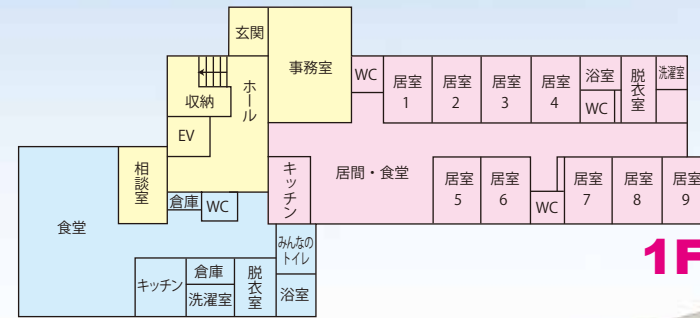 玄関
事務室
WC
居室
1
居室
2
居室
3
居室
4
浴室
WC
脱衣室
洗濯室
収納
ホール
EV
相談室
キッチン
居間・食堂
居室
5
居室
6
WC
居室
7
居室
8
居室
9
食堂
倉庫
WC
みんなの
トイレ
キッチン
倉庫
洗濯室
脱衣室
浴室
1F